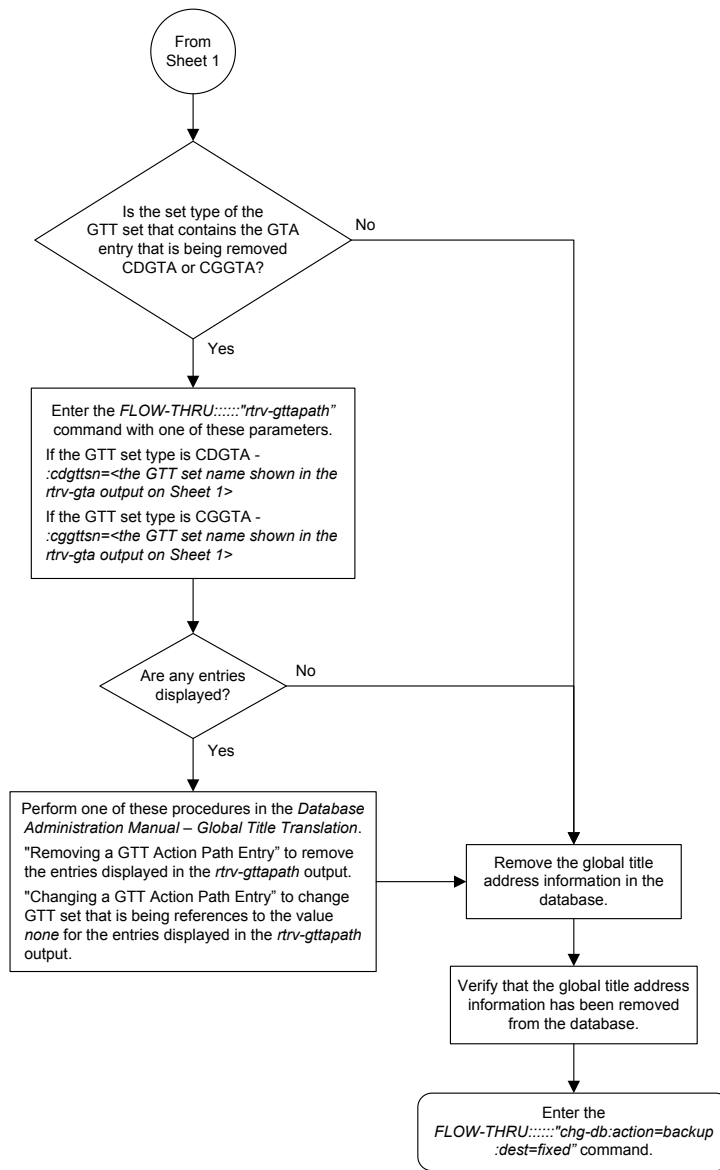 From
Sheet 1
Is the set type of the
GTT set that contains the GTA
entry that is being removed
CDGTA or CGGTA?
No
Yes
Enter the FLOW-THRU::::::"rtrv-gttapath"
command with one of these parameters.
If the GTT set type is CDGTA -
:cdgttsn=<the GTT set name shown in the
rtrv-gta output on Sheet 1>
If the GTT set type is CGGTA -
:cggttsn=<the GTT set name shown in the
rtrv-gta output on Sheet 1>
Are any entries
displayed?
No
Yes
Perform one of these procedures in the Database
Administration Manual – Global Title Translation.
"Removing a GTT Action Path Entry" to remove
the entries displayed in the rtrv-gttapath output.
"Changing a GTT Action Path Entry" to change
GTT set that is being references to the value
none for the entries displayed in the rtrv-gttapath
output.
Remove the global title
address information in the
database.
Verify that the global title address
information has been removed
from the database.
Enter the
FLOW-THRU::::::"chg-db:action=backup
:dest=fixed" command.